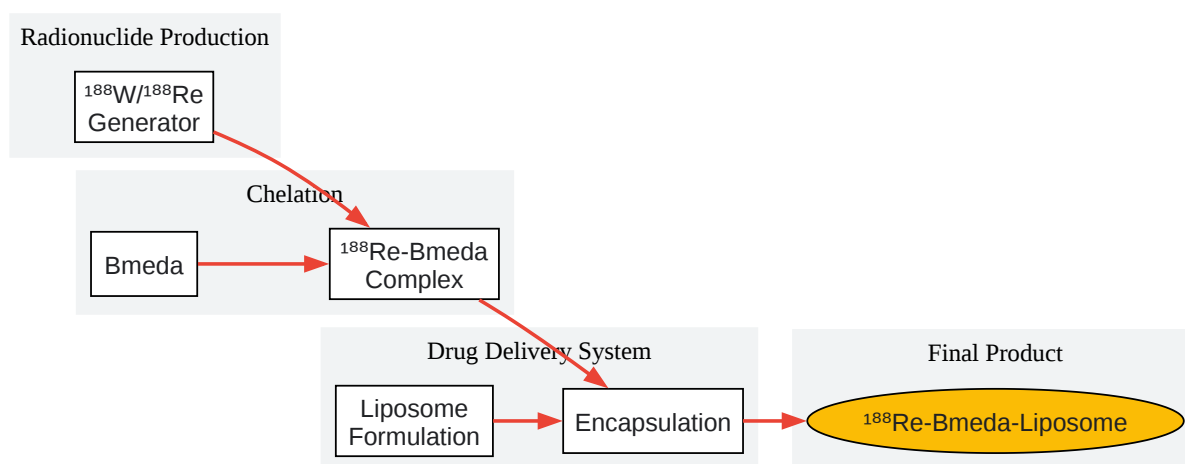 Radionuclide Production
¹⁸⁸W/¹⁸⁸Re
Generator
Chelation
Bmeda
¹⁸⁸Re-Bmeda
Complex
Drug Delivery System
Liposome
Formulation
Encapsulation
Final Product
¹⁸⁸Re-Bmeda-Liposome